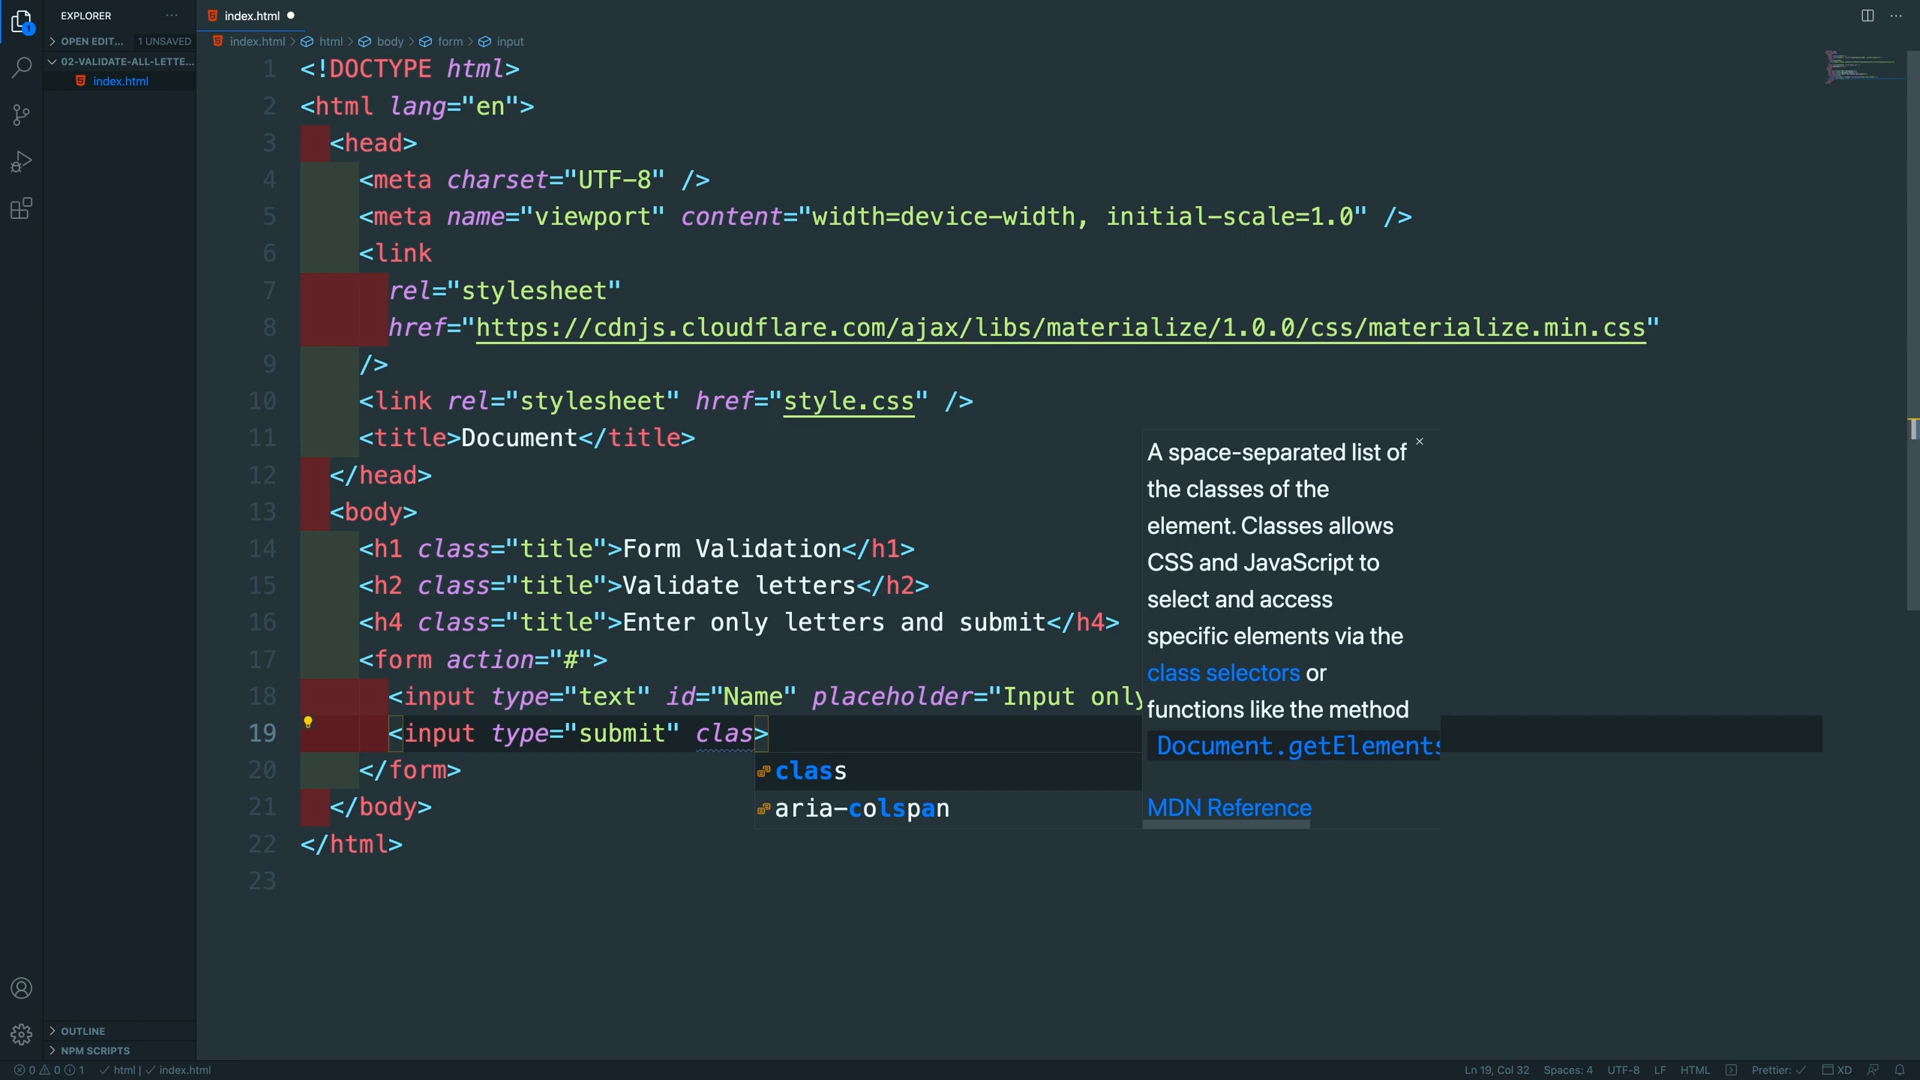 EXPLORER
OPEN EDIT... 1 UNSAVED
02-VALIDATE-ALL-LETTE...
index.html
index.html
index.html > html > body > form > input
1 <!DOCTYPE html>
2 <html lang="en">
3 <head>
4 <meta charset="UTF-8" />
5 <meta name="viewport" content="width=device-width, initial-scale=1.0" />
6 <link
7 rel="stylesheet"
8 href="https://cdnjs.cloudflare.com/ajax/libs/materialize/1.0.0/css/materialize.min.css"
9 />
10 <link rel="stylesheet" href="style.css" />
11 <title>Document</title>
12 </head>
13 <body>
14 <h1 class="title">Form Validation</h1>
15 <h2 class="title">Validate letters</h2>
16 <h4 class="title">Enter only letters and submit</h4>
17 <form action="#">
18 <input type="text" id="Name" placeholder="Input only
19 <input type="submit" clas>
20 </form>
21 </body>
22 </html>
23
class
aria-colspan
A space-separated list of
the classes of the
element. Classes allows
CSS and JavaScript to
select and access
specific elements via the
class selectors or
functions like the method
Document.getElements
MDN Reference
OUTLINE
NPM SCRIPTS
0 0 1 html | index.html
Ln 19, Col 32 Spaces: 4 UTF-8 LF HTML Prettier: XD